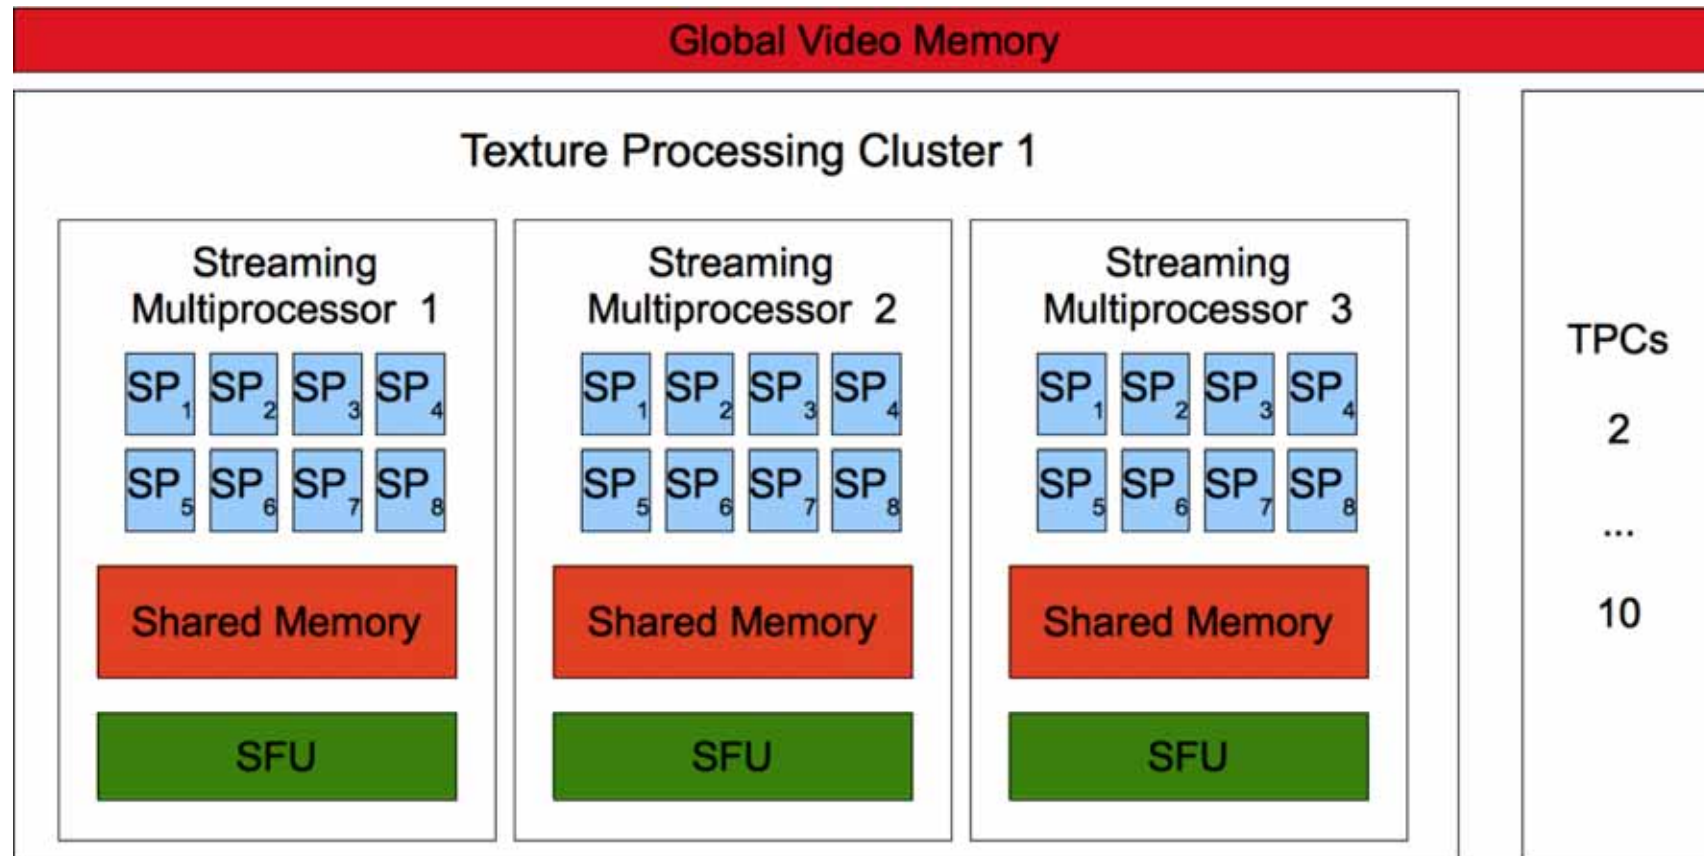 Global Video Memory
Texture Processing Cluster 1
Streaming
Multiprocessor 1
SP1 SP2 SP3 SP4
SP5 SP6 SP7 SP8
Shared Memory
SFU
Streaming
Multiprocessor 2
SP1 SP2 SP3 SP4
SP5 SP6 SP7 SP8
Shared Memory
SFU
Streaming
Multiprocessor 3
SP1 SP2 SP3 SP4
SP5 SP6 SP7 SP8
Shared Memory
SFU
TPCs
2
...
10